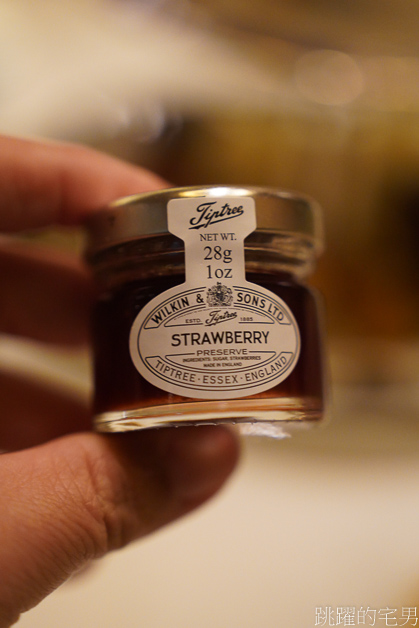 Tiptree
NET WT.
28g
1oz
WILKIN & SONS LTD
ESTD. Tiptree 1885
STRAWBERRY
PRESERVE
INGREDIENTS: SUGAR, STRAWBERRIES
MADE IN ENGLAND
TIPTREE - ESSEX - ENGLAND
跳躍的宅男